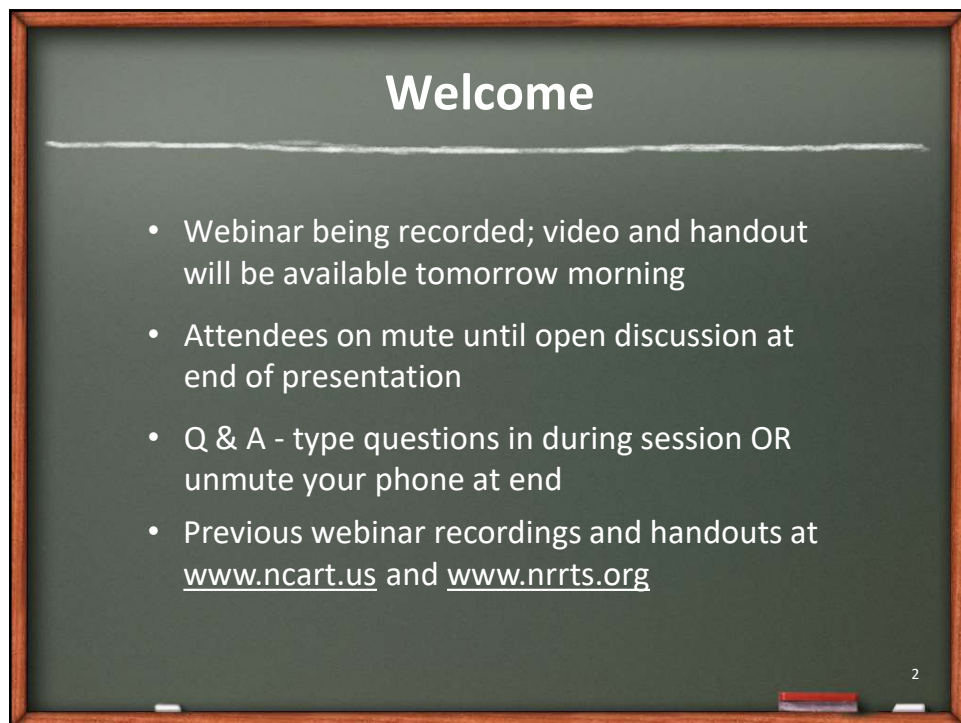 Welcome
• Webinar being recorded; video and handout
will be available tomorrow morning
• Attendees on mute until open discussion at
end of presentation
• Q & A - type questions in during session OR
unmute your phone at end
• Previous webinar recordings and handouts at
www.ncart.us and www.nrrts.org
2